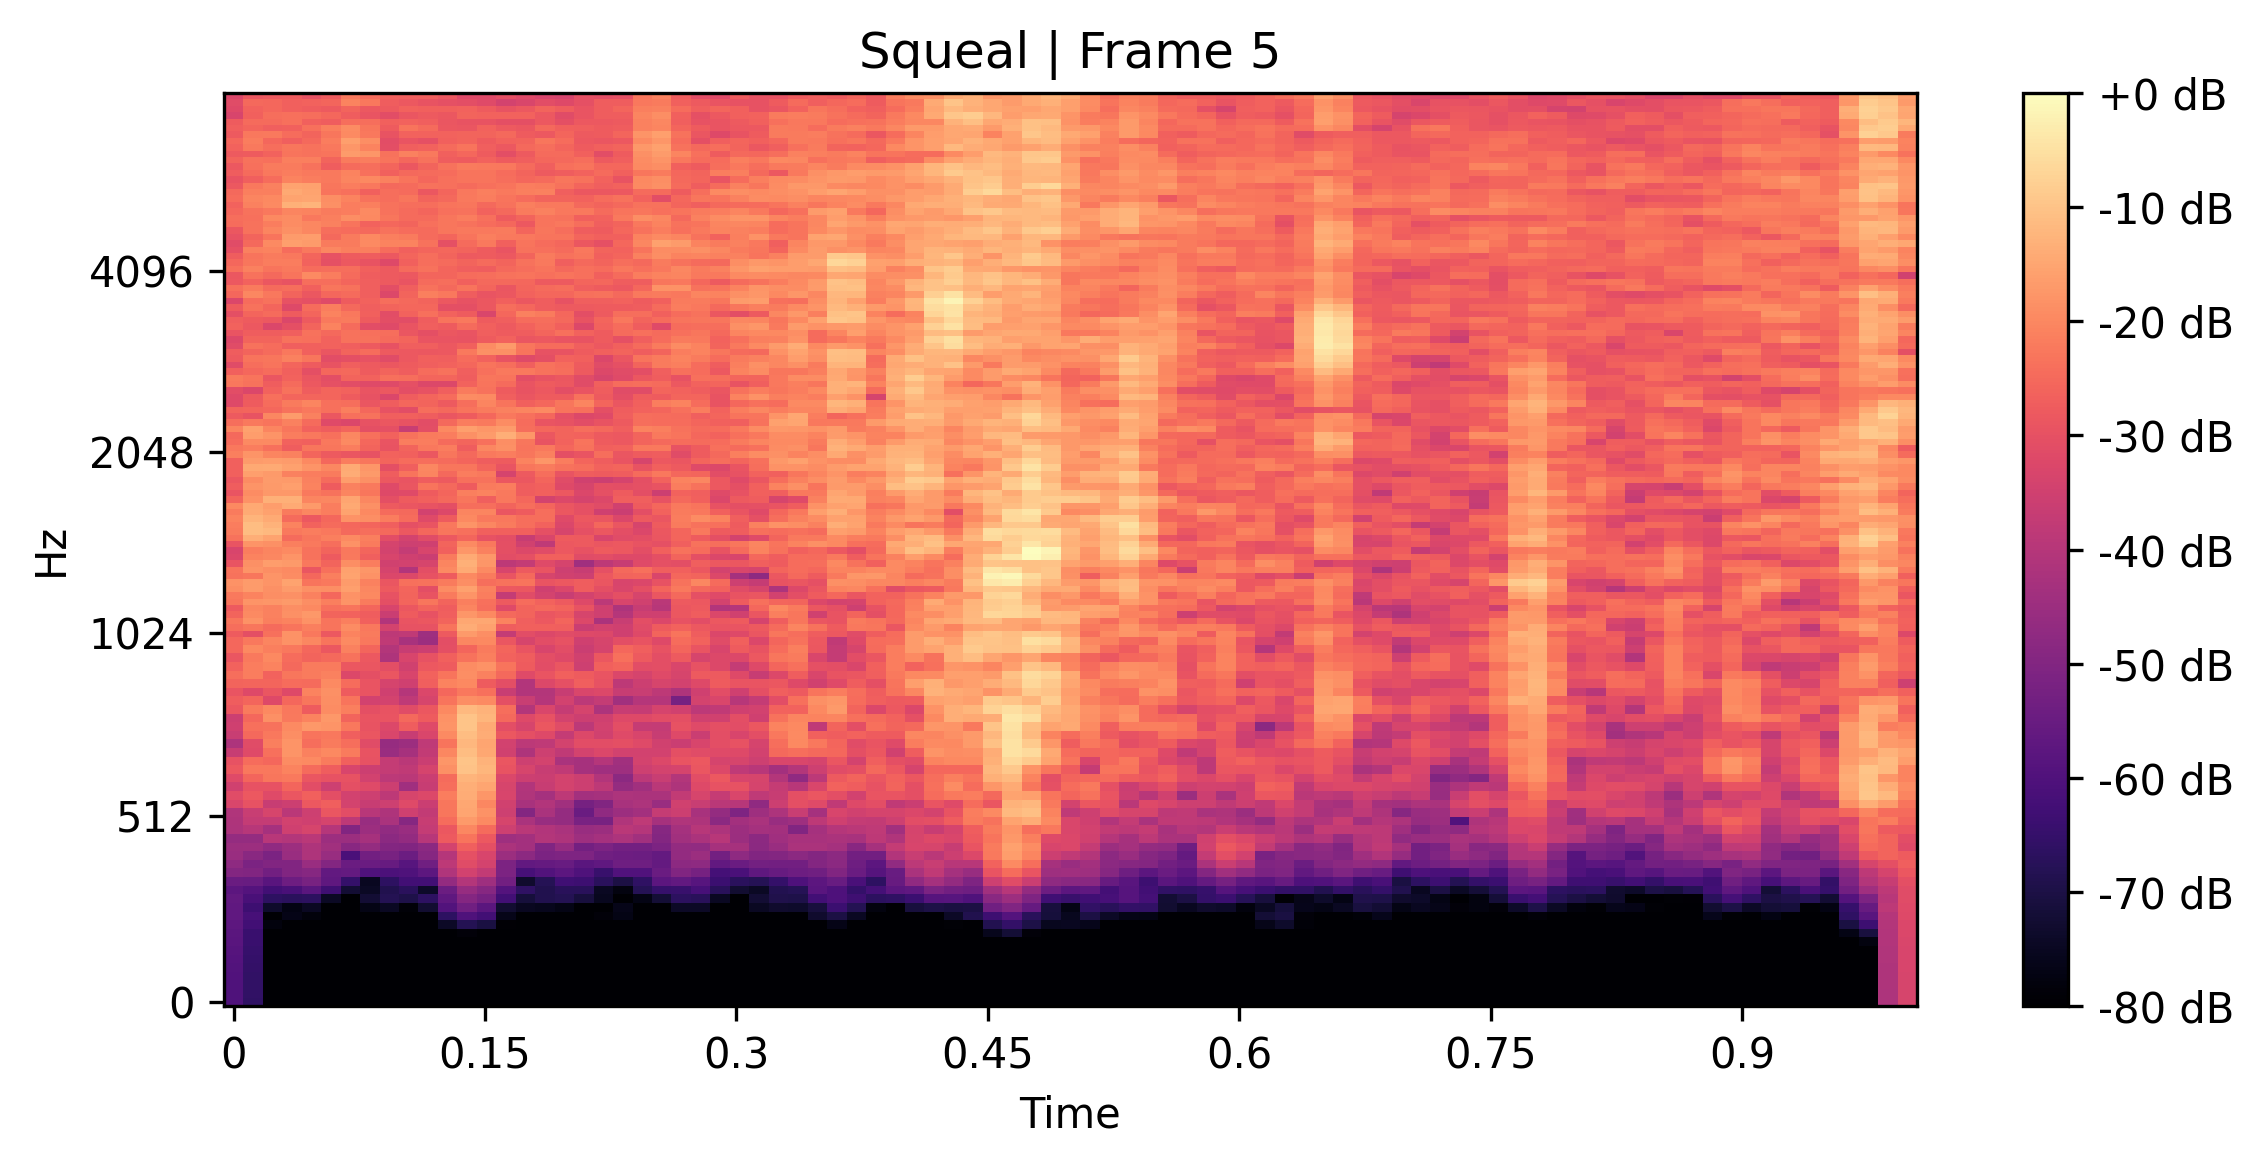 Squeal | Frame 5
+0 dB
-10 dB
-20 dB
-30 dB
-40 dB
-50 dB
-60 dB
-70 dB
-80 dB
Hz
4096
2048
1024
512
0
0 0.15 0.3 0.45 0.6 0.75 0.9
Time